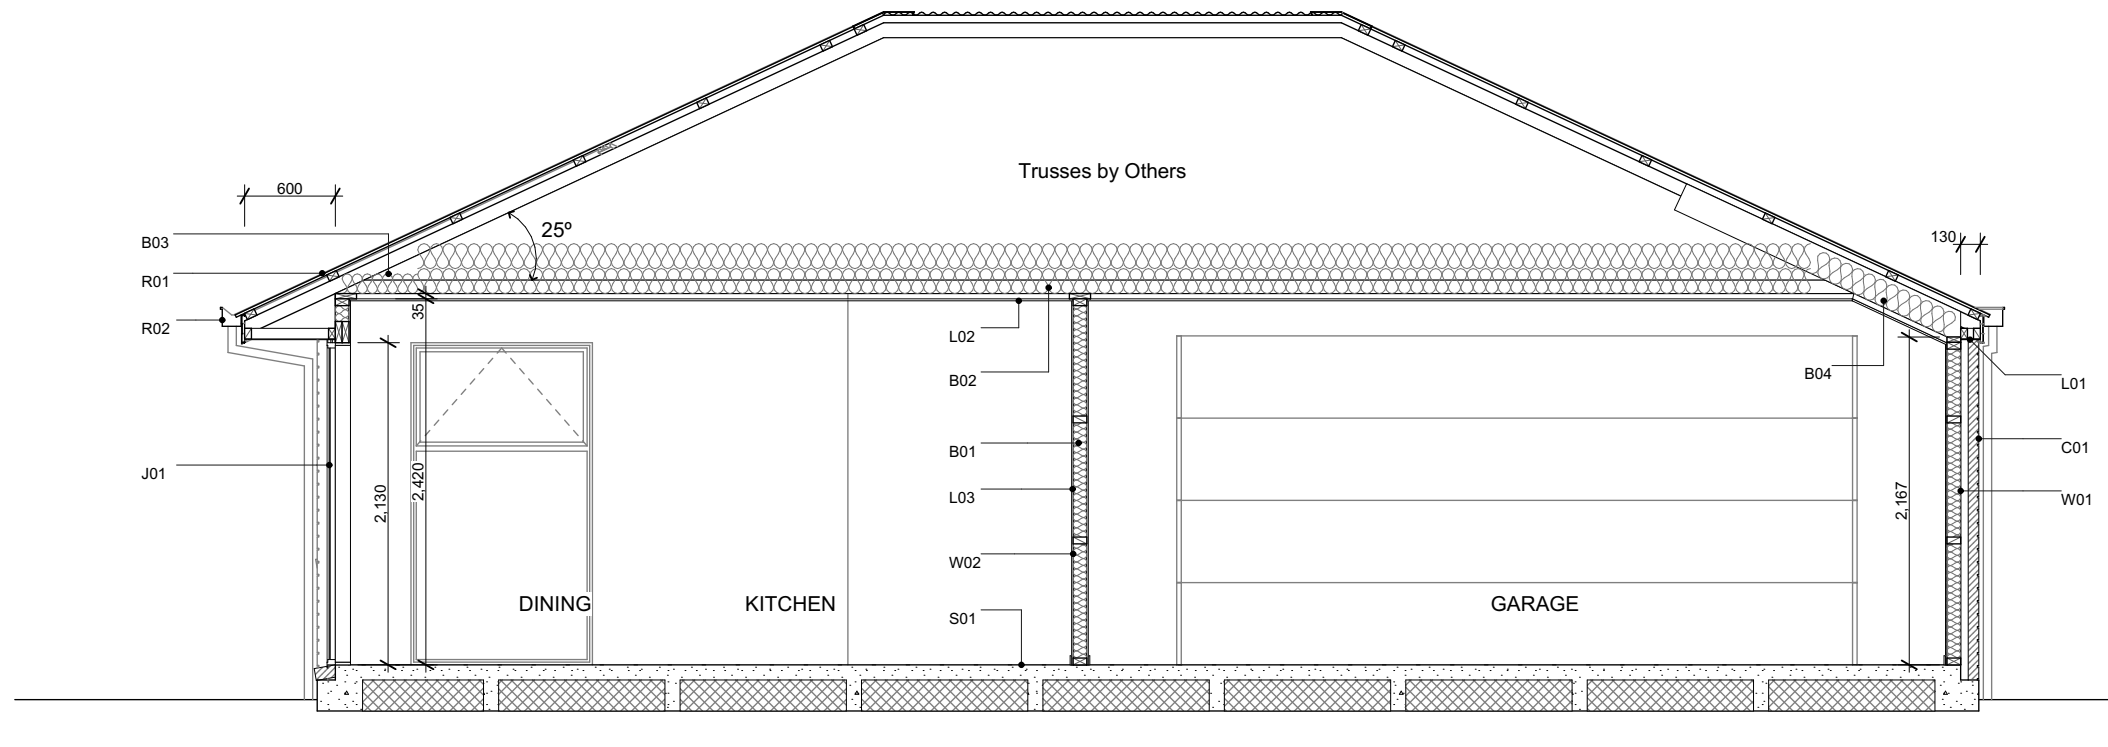 Trusses by Others
600
25º
B03
130
R01
R02
35
L02
B02
B04
L01
B01
C01
J01
2,130
2,420
L03
2,167
W01
W02
DINING
KITCHEN
GARAGE
S01